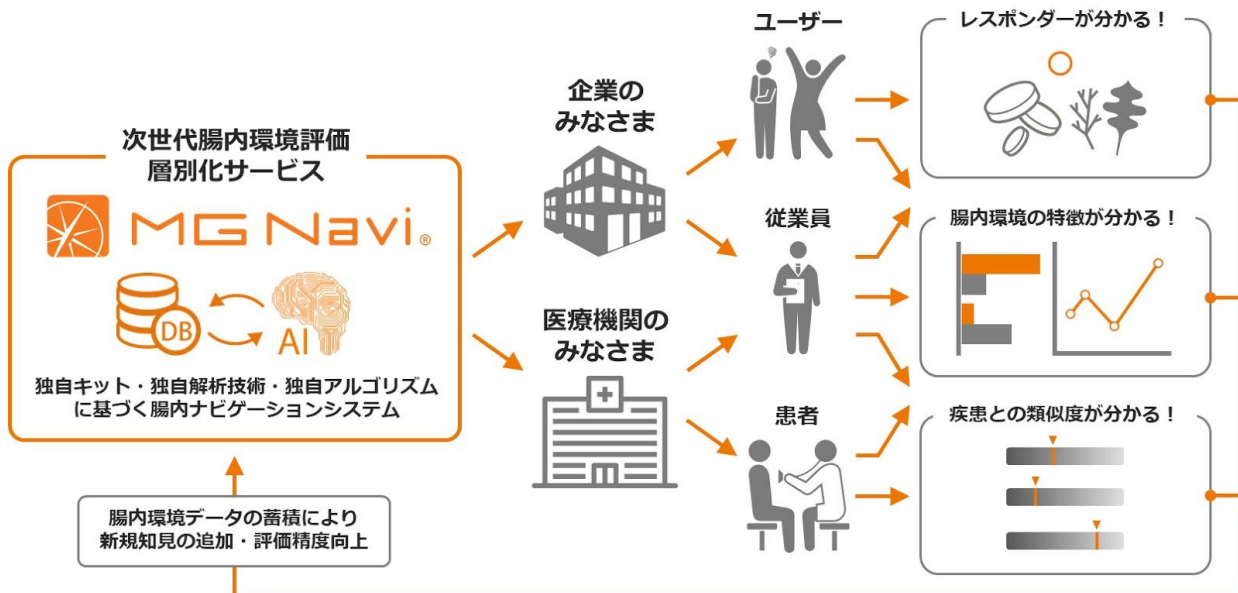 次世代腸内環境評価
層別化サービス
MG Navi®
DB
AI
独自キット・独自解析技術・独自アルゴリズム
に基づく腸内ナビゲーションシステム
腸内環境データの蓄積により
新規知見の追加・評価精度向上
企業の
みなさま
医療機関の
みなさま
ユーザー
従業員
患者
レスポンダーが分かる！
腸内環境の特徴が分かる！
疾患との類似度が分かる！